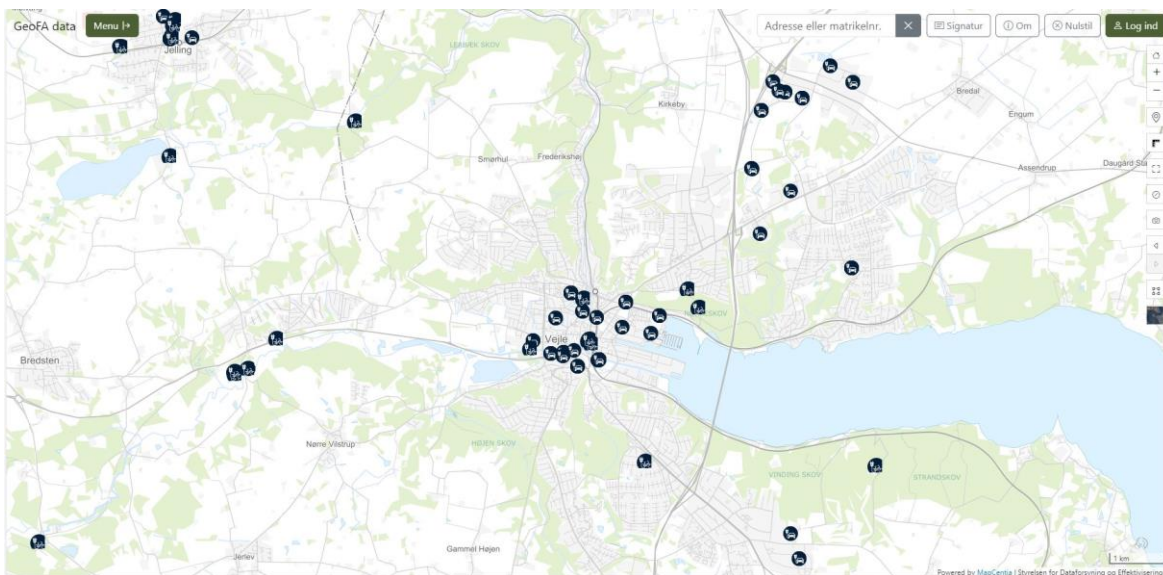 GeoFA data
Menu
Adresse eller matrikelnr.
Signatur
Om
Nulstil
Log ind
Jelling
Kirkeby
Bredal
Engum
Smørhul
Frederikshøj
Assendrup
Daugård Sta
Vejle
Bredsten
Nørre Vilstrup
HØJEN SKOV
VINDING SKOV
STRANDSKOV
Jerlev
Gammel Højen
1 km
Powered by MapCentia | Styrelsen for Dataforsyning og Effektivisering